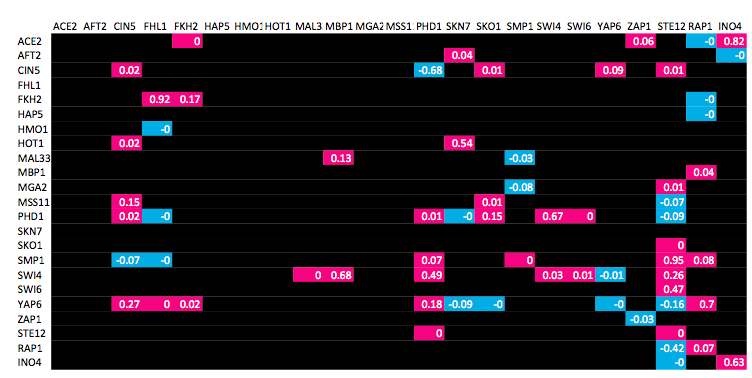 ACE2 AFT2 CIN5 FHL1 FKH2 HAP5 HMO1 HOT1 MAL3 MBP1 MGA2 MSS1 PHD1 SKN7 SKO1 SMP1 SWI4 SWI6 YAP6 ZAP1 STE12 RAP1 INO4
ACE2 0 0.06 -0 0.82
AFT2 0.04 -0
CIN5 0.02 -0.68 0.01 0.09 0.01
FHL1
FKH2 0.92 0.17 -0
HAP5 -0
HMO1 -0
HOT1 0.02 0.54
MAL33 0.13 -0.03
MBP1 0.04
MGA2 -0.08 0.01
MSS11 0.15 0.01 -0.07
PHD1 0.02 -0 0.01 -0 0.15 0.67 0 -0.09
SKN7
SKO1 0
SMP1 -0.07 -0 0.07 0 0.95 0.08
SWI4 0 0.68 0.49 0.03 0.01 -0.01 0.26
SWI6 0.47
YAP6 0.27 0 0.02 0.18 -0.09 -0 -0 -0.16 0.7
ZAP1 -0.03
STE12 0 0
RAP1 -0.42 0.07
INO4 -0 0.63